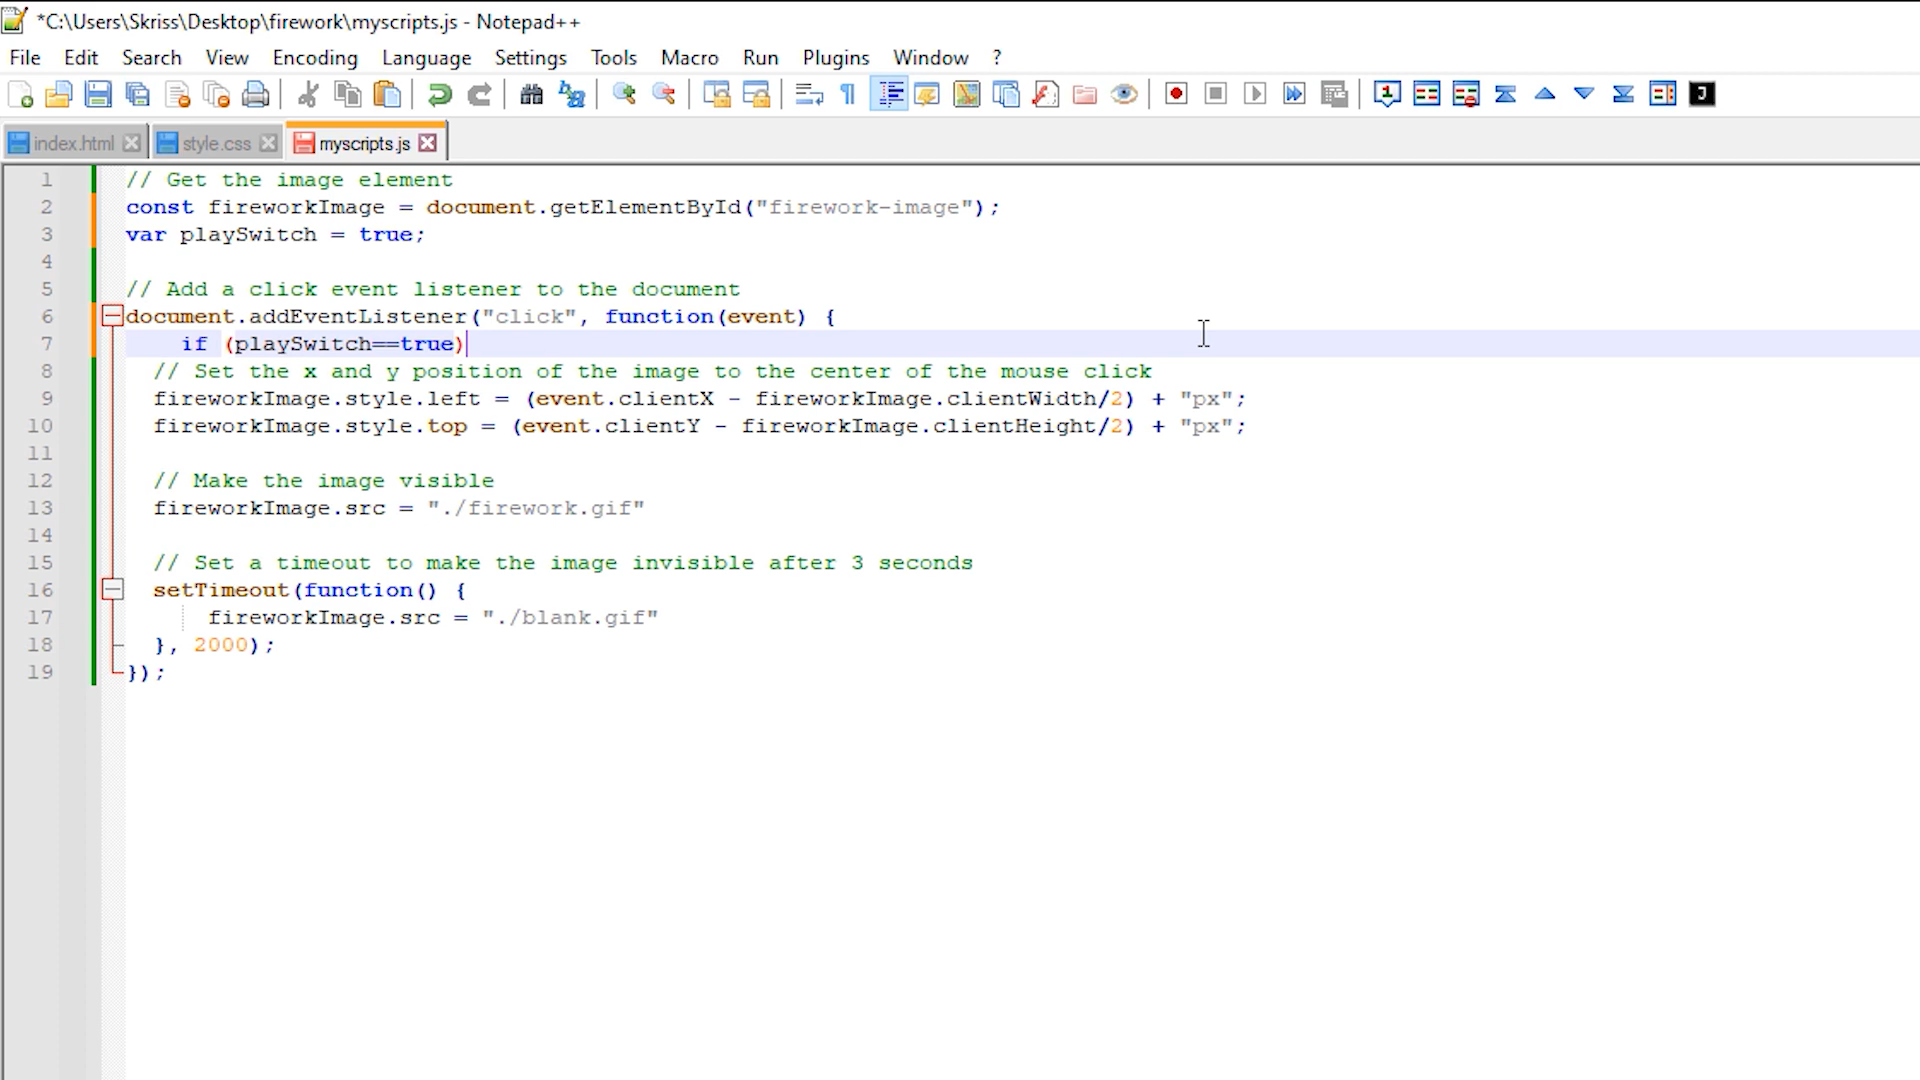 *C:\Users\Skriss\Desktop\firework\myscripts.js - Notepad++
File Edit Search View Encoding Language Settings Tools Macro Run Plugins Window ?
index.html style.css myscripts.js
1 // Get the image element
2 const fireworkImage = document.getElementById("firework-image");
3 var playSwitch = true;
4
5 // Add a click event listener to the document
6 document.addEventListener("click", function(event) {
7 if (playSwitch==true)
8 // Set the x and y position of the image to the center of the mouse click
9 fireworkImage.style.left = (event.clientX - fireworkImage.clientWidth/2) + "px";
10 fireworkImage.style.top = (event.clientY - fireworkImage.clientHeight/2) + "px";
11
12 // Make the image visible
13 fireworkImage.src = "./firework.gif"
14
15 // Set a timeout to make the image invisible after 3 seconds
16 setTimeout(function() {
17 fireworkImage.src = "./blank.gif"
18 }, 2000);
19 });